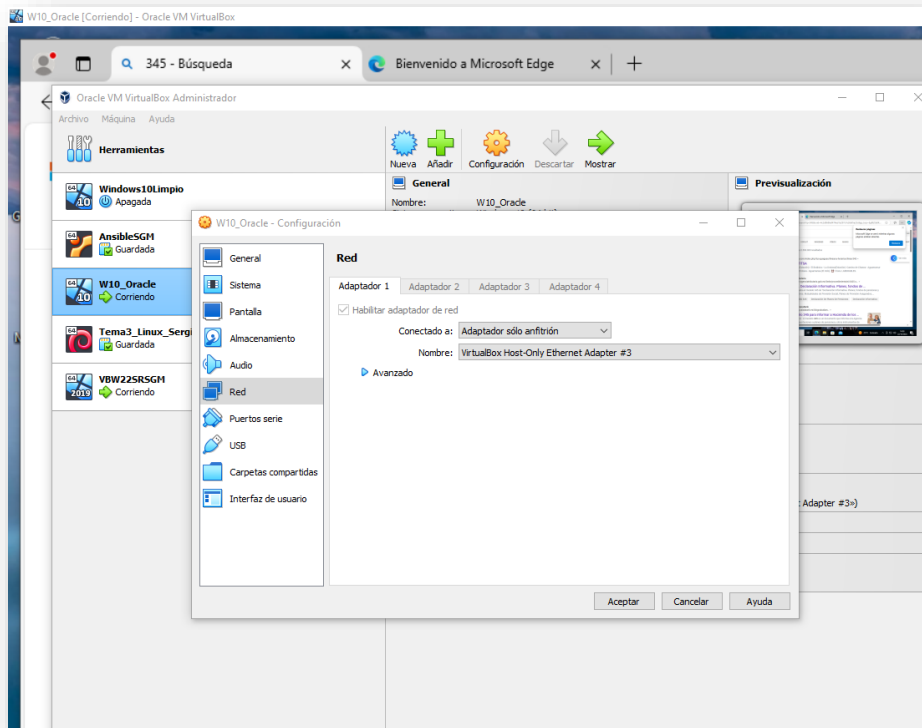 W10_Oracle [Corriendo] - Oracle VM VirtualBox
345 - Búsqueda
Bienvenido a Microsoft Edge
Oracle VM VirtualBox Administrador
Archivo Máquina Ayuda
Herramientas
Nueva Añadir Configuración Descartar Mostrar
Windows10Limpio
Apagada
AnsibleSGM
Guardada
W10_Oracle
Corriendo
Tema3_Linux_Sergi
Guardada
VBW22SRSGM
Corriendo
General
Nombre: W10_Oracle
Previsualización
W10_Oracle - Configuración
General
Sistema
Pantalla
Almacenamiento
Audio
Red
Puertos serie
USB
Carpetas compartidas
Interfaz de usuario
Red
Adaptador 1 Adaptador 2 Adaptador 3 Adaptador 4
Habilitar adaptador de red
Conectado a: Adaptador sólo anfitrión
Nombre: VirtualBox Host-Only Ethernet Adapter #3
Avanzado
Aceptar Cancelar Ayuda
Adapter #3»)